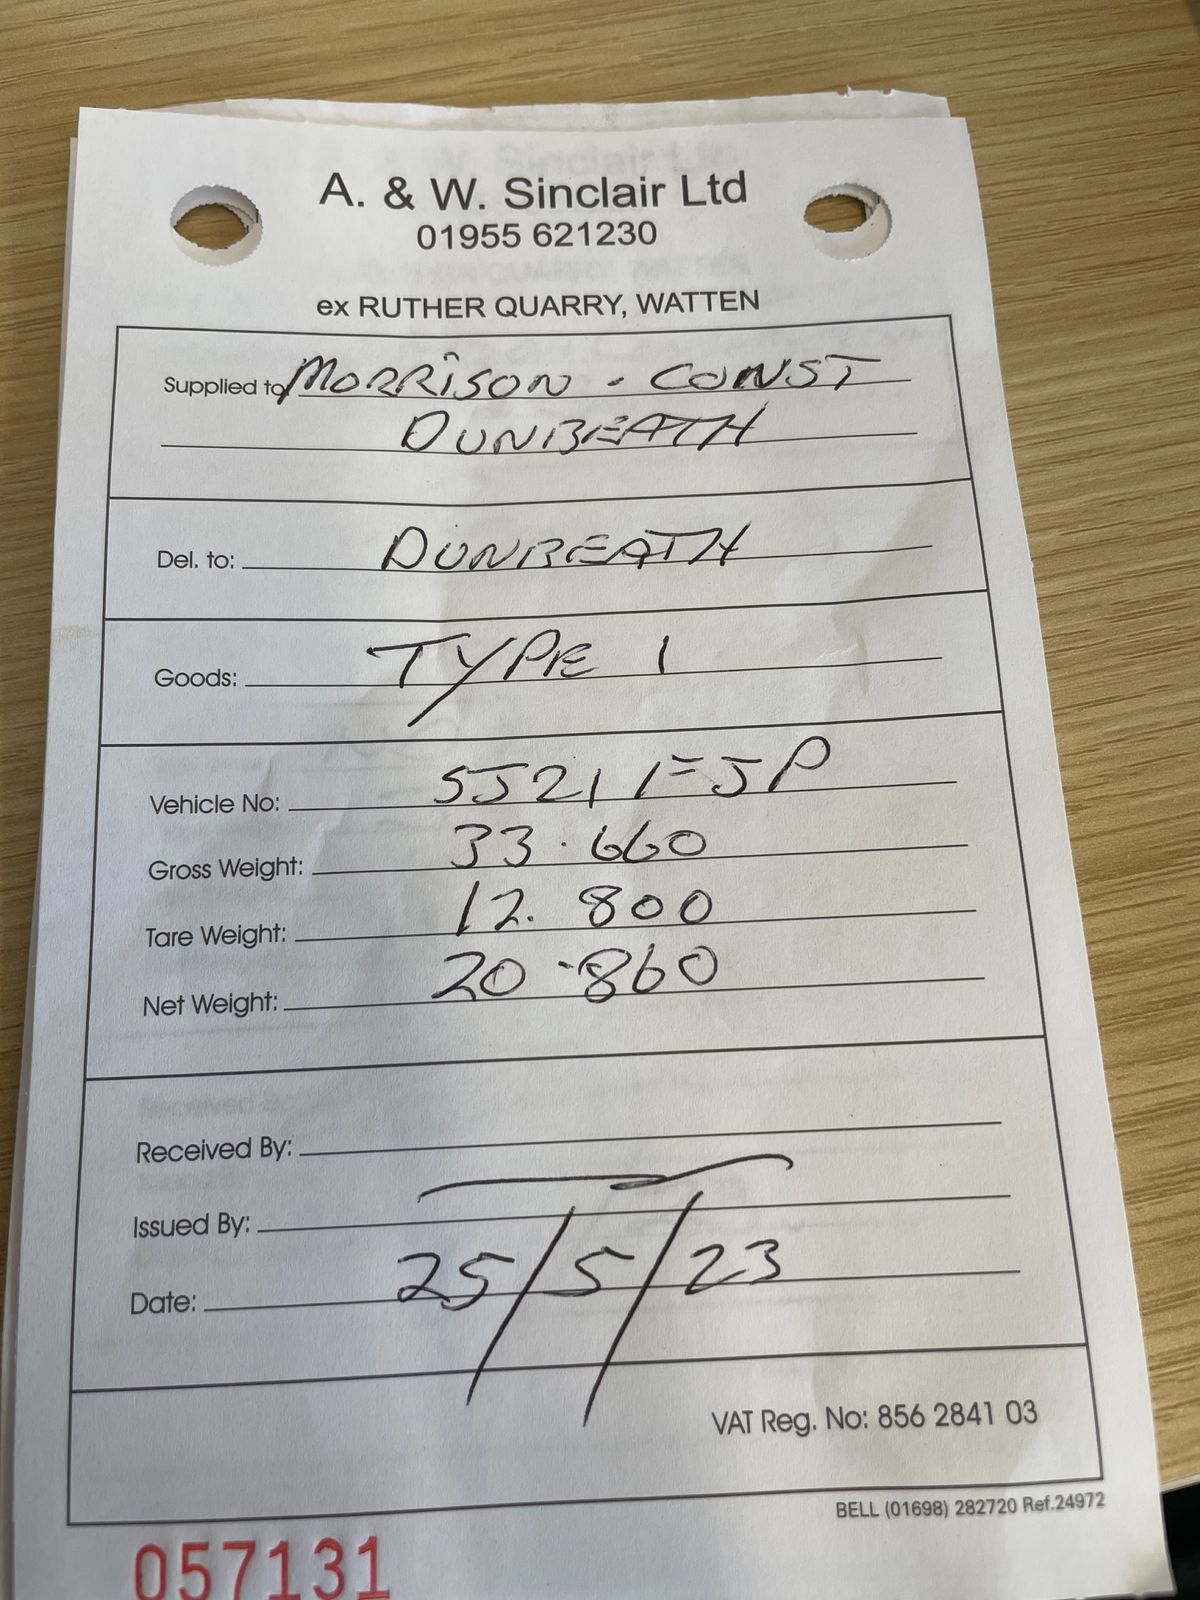 A. & W. Sinclair Ltd
01955 621230
ex RUTHER QUARRY, WATTEN
Supplied to MORRISON. CONST
DUNBEATH
Del. to: DUNBEATH
Goods: TYPE 1
Vehicle No: SJ21 FJP
Gross Weight: 33.660
Tare Weight: 12.800
Net Weight: 20.860
Received By:
Issued By:
Date: 25/5/23
VAT Reg. No: 856 2841 03
BELL (01698) 282720 Ref.24972
057131